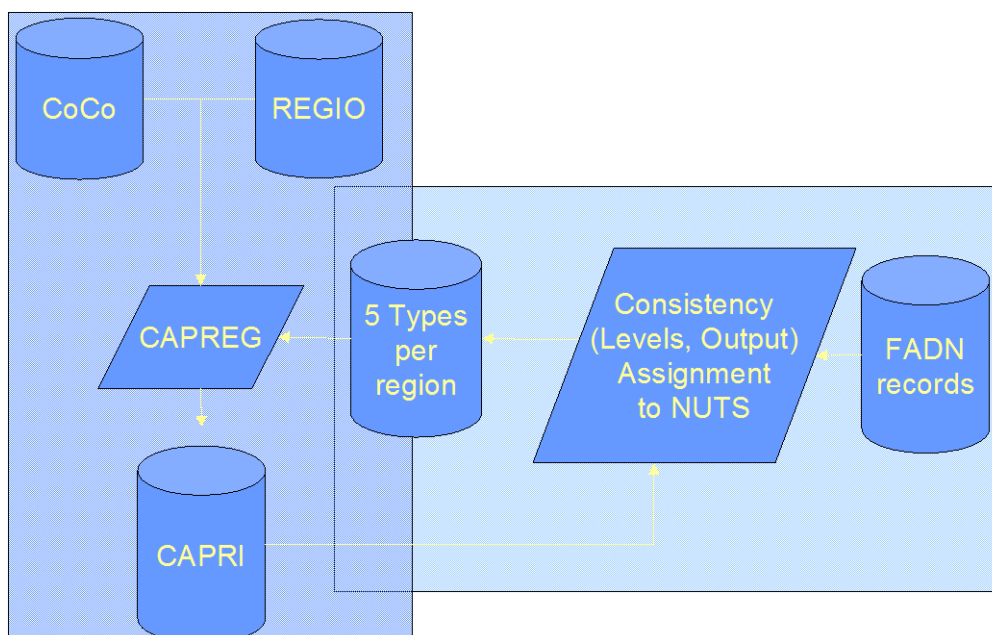 CoCo
REGIO
CAPREG
5 Types
per
region
Consistency
(Levels, Output)
Assignment
to NUTS
FADN
records
CAPRI